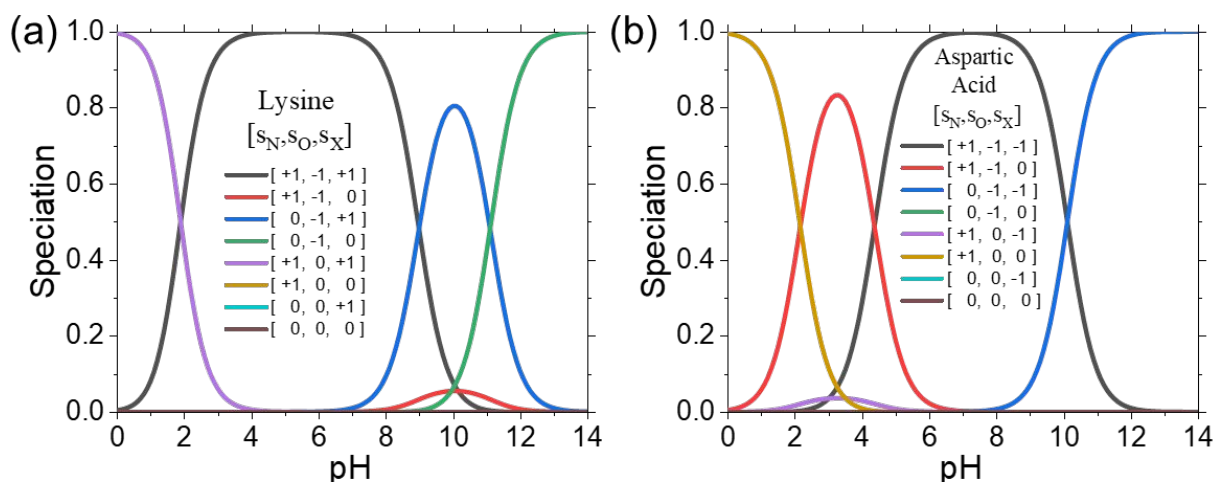 (a)
Speciation
1.0
0.8
0.6
0.4
0.2
0.0
Lysine
[sN,sO,sX]
[ +1, -1, +1 ]
[ +1, -1, 0 ]
[ 0, -1, +1 ]
[ 0, -1, 0 ]
[ +1, 0, +1 ]
[ +1, 0, 0 ]
[ 0, 0, +1 ]
[ 0, 0, 0 ]
0 2 4 6 8 10 12 14
pH
(b)
Speciation
1.0
0.8
0.6
0.4
0.2
0.0
Aspartic
Acid
[sN,sO,sX]
[ +1, -1, -1 ]
[ +1, -1, 0 ]
[ 0, -1, -1 ]
[ 0, -1, 0 ]
[ +1, 0, -1 ]
[ +1, 0, 0 ]
[ 0, 0, -1 ]
[ 0, 0, 0 ]
0 2 4 6 8 10 12 14
pH